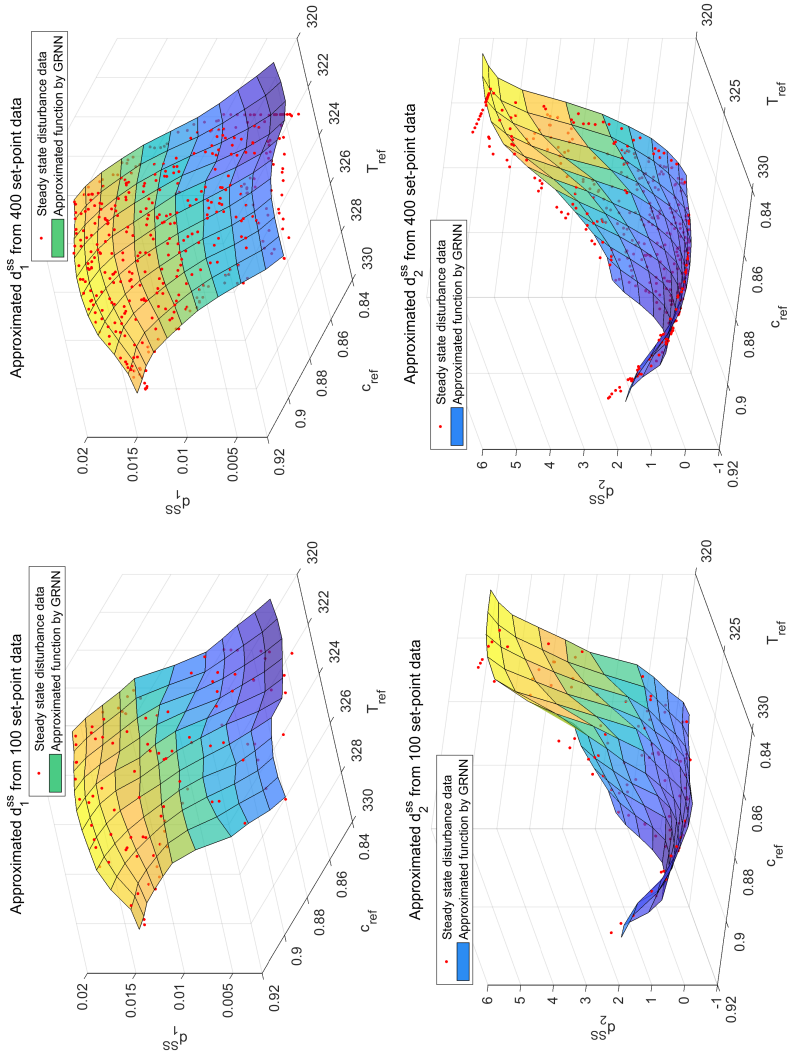 Approximated d₁ˢˢ from 100 set-point data
Steady state disturbance data
Approximated function by GRNN
0.02
0.015
0.01
0.005
0.92
d₁ˢˢ
0.9
0.88
0.86
0.84
c_ref
330
328
326
324
322
320
T_ref
Approximated d₁ˢˢ from 400 set-point data
Steady state disturbance data
Approximated function by GRNN
0.02
0.015
0.01
0.005
0.92
d₁ˢˢ
0.9
0.88
0.86
0.84
c_ref
330
328
326
324
322
320
T_ref
Approximated d₂ˢˢ from 100 set-point data
Steady state disturbance data
Approximated function by GRNN
6
5
4
3
2
1
0
-1
0.92
d₂ˢˢ
0.9
0.88
0.86
0.84
c_ref
330
325
320
T_ref
Approximated d₂ˢˢ from 400 set-point data
Steady state disturbance data
Approximated function by GRNN
6
5
4
3
2
1
0
-1
0.92
d₂ˢˢ
0.9
0.88
0.86
0.84
c_ref
330
325
320
T_ref